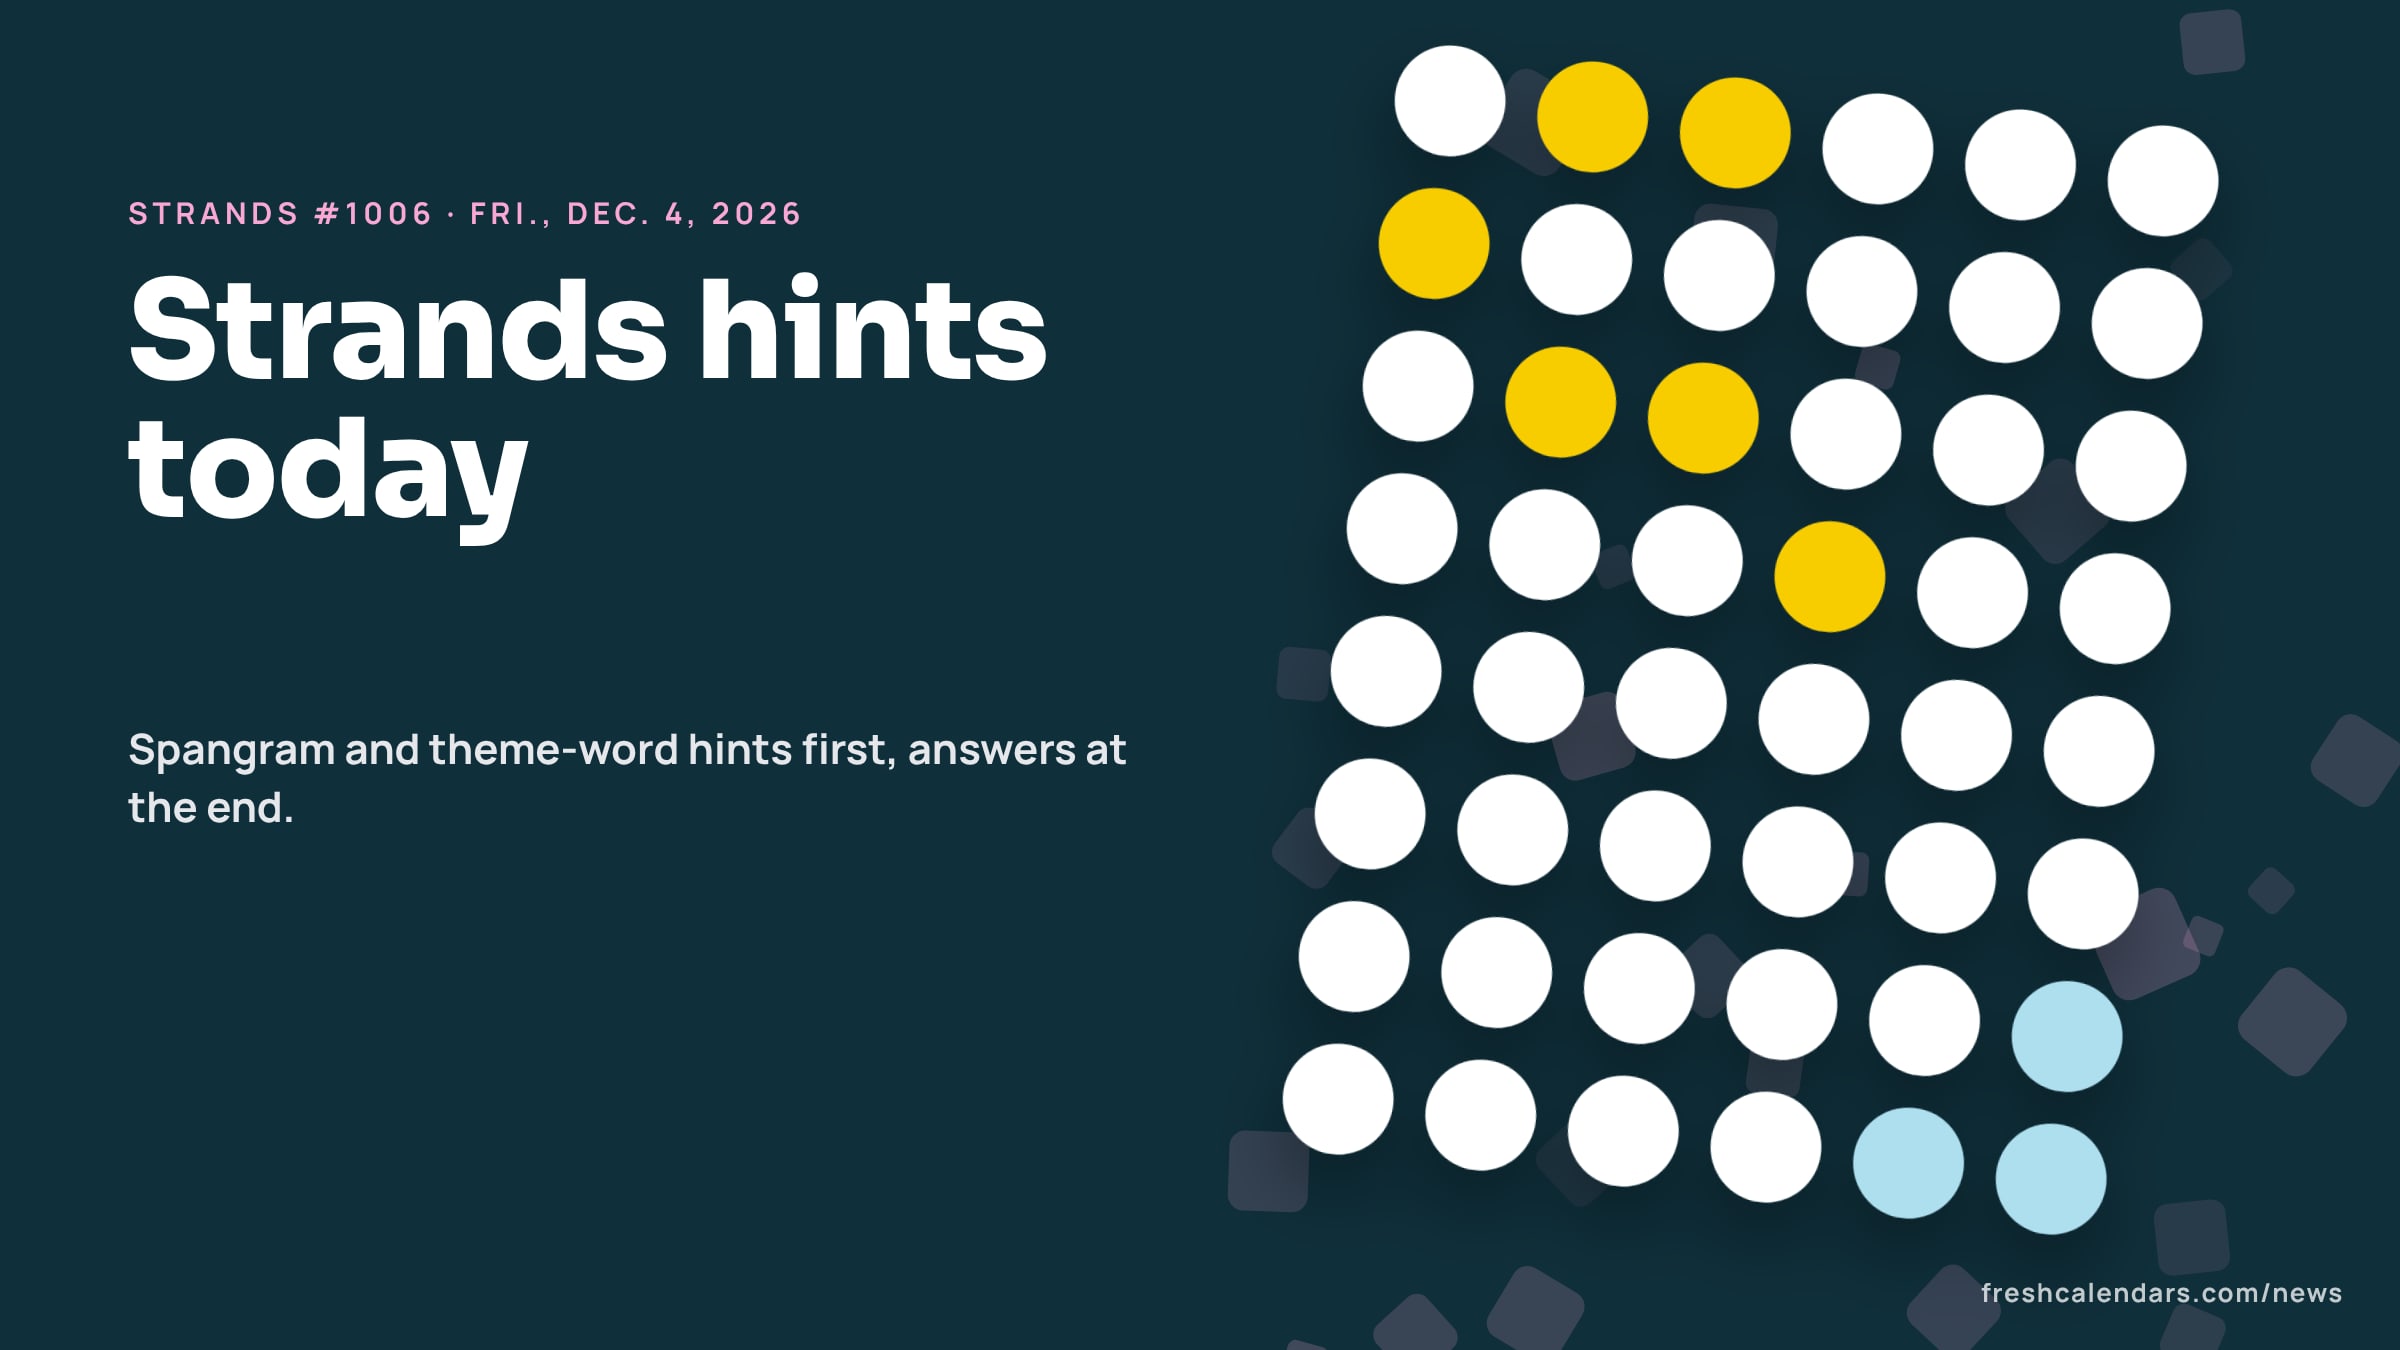 STRANDS #1006 · FRI., DEC. 4, 2026
Strands hints
today
Spangram and theme-word hints first, answers at
the end.
freshcalendars.com/news